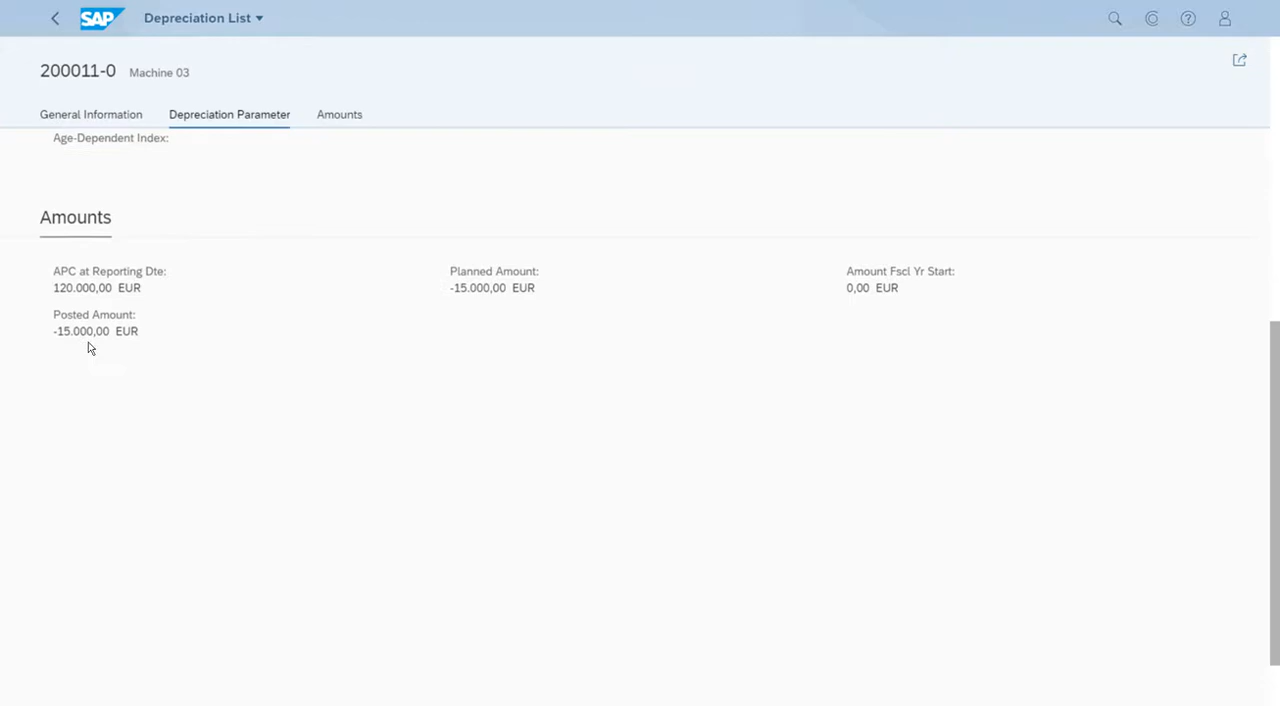 SAP Depreciation List
200011-0 Machine 03
General Information Depreciation Parameter Amounts
Age-Dependent Index:
Amounts
APC at Reporting Dte: Planned Amount: Amount Fscl Yr Start:
120.000,00 EUR -15.000,00 EUR 0,00 EUR
Posted Amount:
-15.000,00 EUR